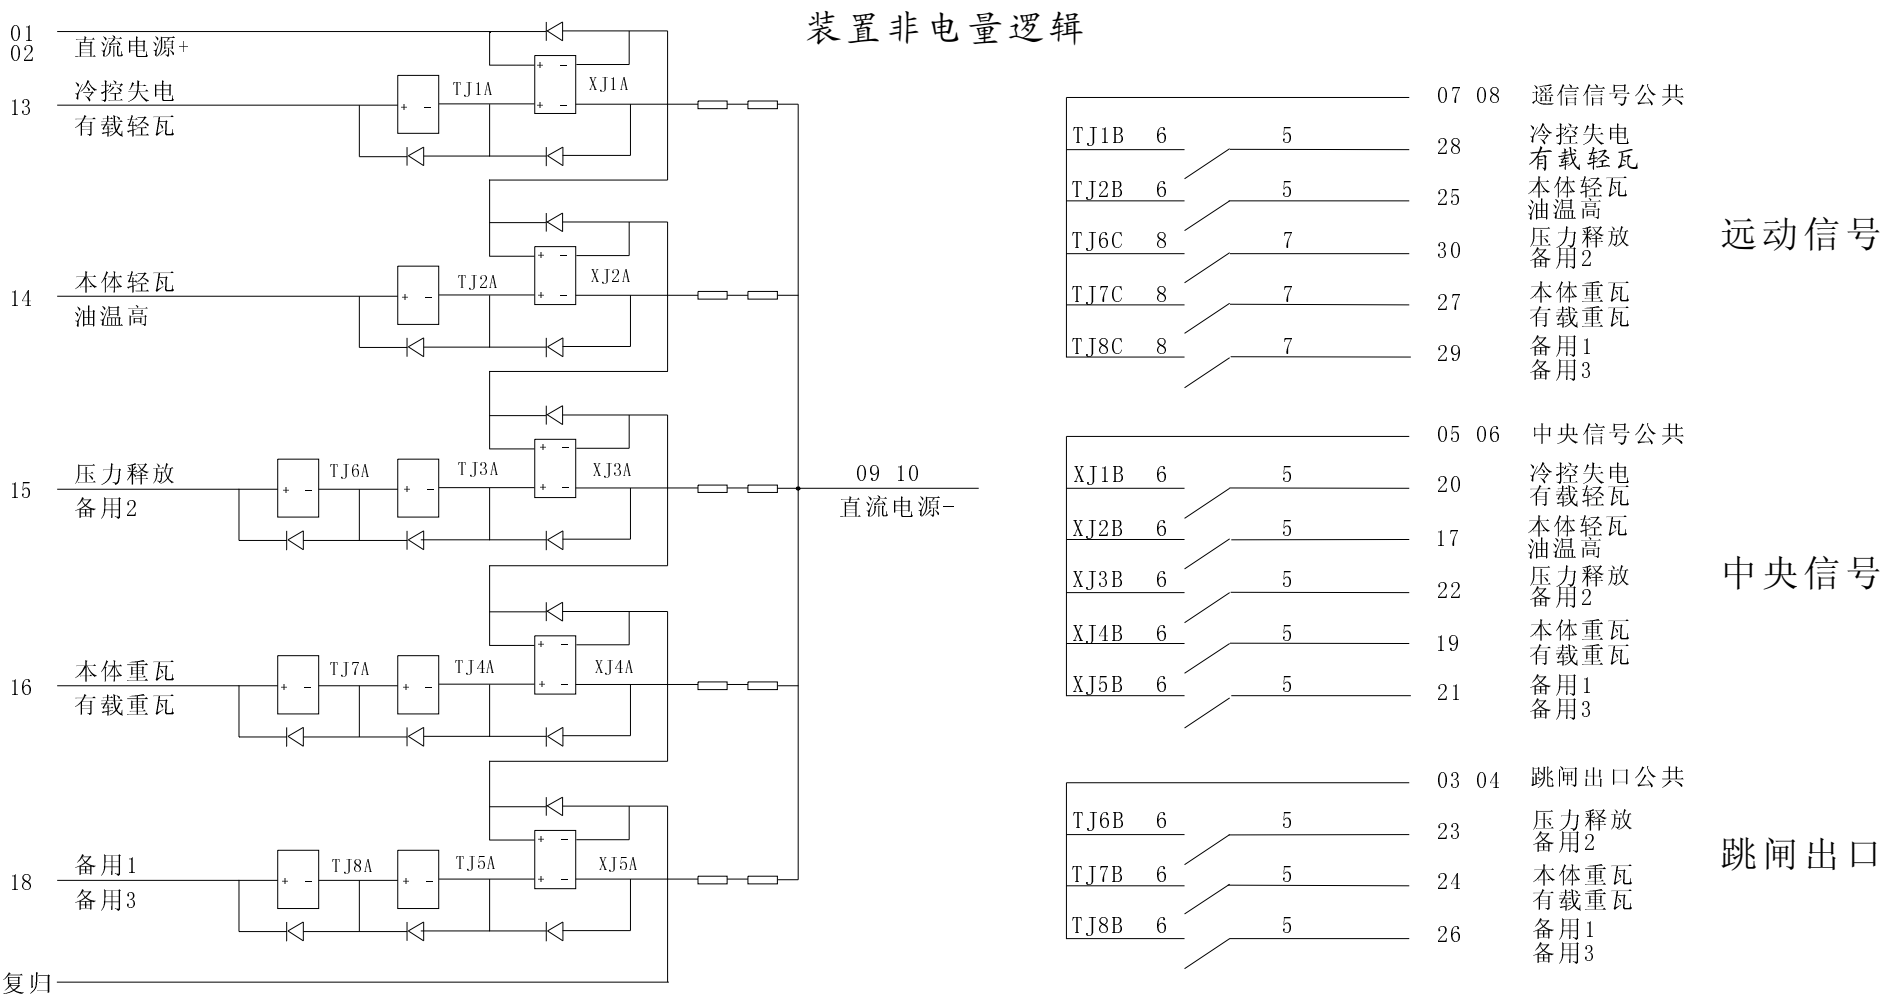 装置非电量逻辑
01
02
直流电源+
XJ1A
冷控失电
TJ1A
13
有载轻瓦
本体轻瓦
TJ2A
XJ2A
14
油温高
压力释放
TJ6A
TJ3A
XJ3A
15
备用2
09 10
直流电源-
本体重瓦
TJ7A
TJ4A
XJ4A
16
有载重瓦
备用1
TJ8A
TJ5A
XJ5A
18
备用3
复归
07 08 遥信信号公共
TJ1B 6 5 28 冷控失电
有载轻瓦
TJ2B 6 5 25 本体轻瓦
油温高
TJ6C 8 7 30 压力释放
备用2
TJ7C 8 7 27 本体重瓦
有载重瓦
TJ8C 8 7 29 备用1
备用3
远动信号
05 06 中央信号公共
XJ1B 6 5 20 冷控失电
有载轻瓦
XJ2B 6 5 17 本体轻瓦
油温高
XJ3B 6 5 22 压力释放
备用2
XJ4B 6 5 19 本体重瓦
有载重瓦
XJ5B 6 5 21 备用1
备用3
中央信号
03 04 跳闸出口公共
TJ6B 6 5 23 压力释放
备用2
TJ7B 6 5 24 本体重瓦
有载重瓦
TJ8B 6 5 26 备用1
备用3
跳闸出口